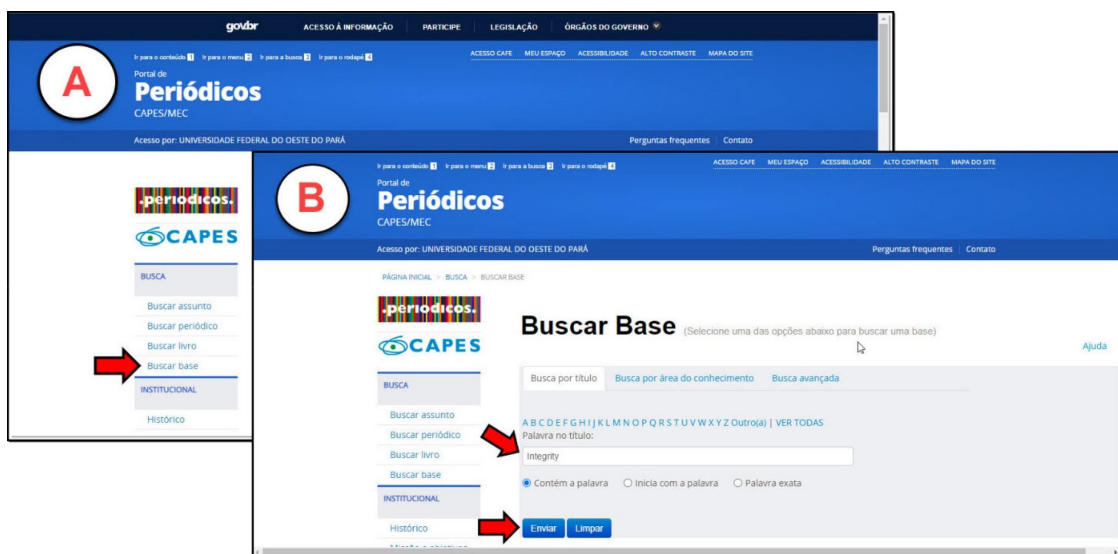 gov.br ACESSO À INFORMAÇÃO PARTICIPE LEGISLAÇÃO ÓRGÃOS DO GOVERNO
Ir para o conteúdo 1 Ir para o menu 2 Ir para a busca 3 Ir para o rodapé 4 ACESSO CAFE MEU ESPAÇO ACESSIBILIDADE ALTO CONTRASTE MAPA DO SITE
A
Portal de
Periódicos
CAPES/MEC
Acesso por: UNIVERSIDADE FEDERAL DO OESTE DO PARÁ Perguntas frequentes Contato
.periodicos.
CAPES
BUSCA
Buscar assunto
Buscar periódico
Buscar livro
Buscar base
INSTITUCIONAL
Histórico
Ir para o conteúdo 1 Ir para o menu 2 Ir para a busca 3 Ir para o rodapé 4 ACESSO CAFE MEU ESPAÇO ACESSIBILIDADE ALTO CONTRASTE MAPA DO SITE
B
Portal de
Periódicos
CAPES/MEC
Acesso por: UNIVERSIDADE FEDERAL DO OESTE DO PARÁ Perguntas frequentes Contato
PÁGINA INICIAL > BUSCA > BUSCAR BASE
.periodicos.
CAPES
BUSCA
Buscar assunto
Buscar periódico
Buscar livro
Buscar base
INSTITUCIONAL
Histórico
Missão e objetivos
Buscar Base (Selecione uma das opções abaixo para buscar uma base)
Ajuda
Busca por título Busca por área do conhecimento Busca avançada
A B C D E F G H I J K L M N O P Q R S T U V W X Y Z Outro(a) | VER TODAS
Palavra no título:
Integrity
Contém a palavra Inicia com a palavra Palavra exata
Enviar Limpar